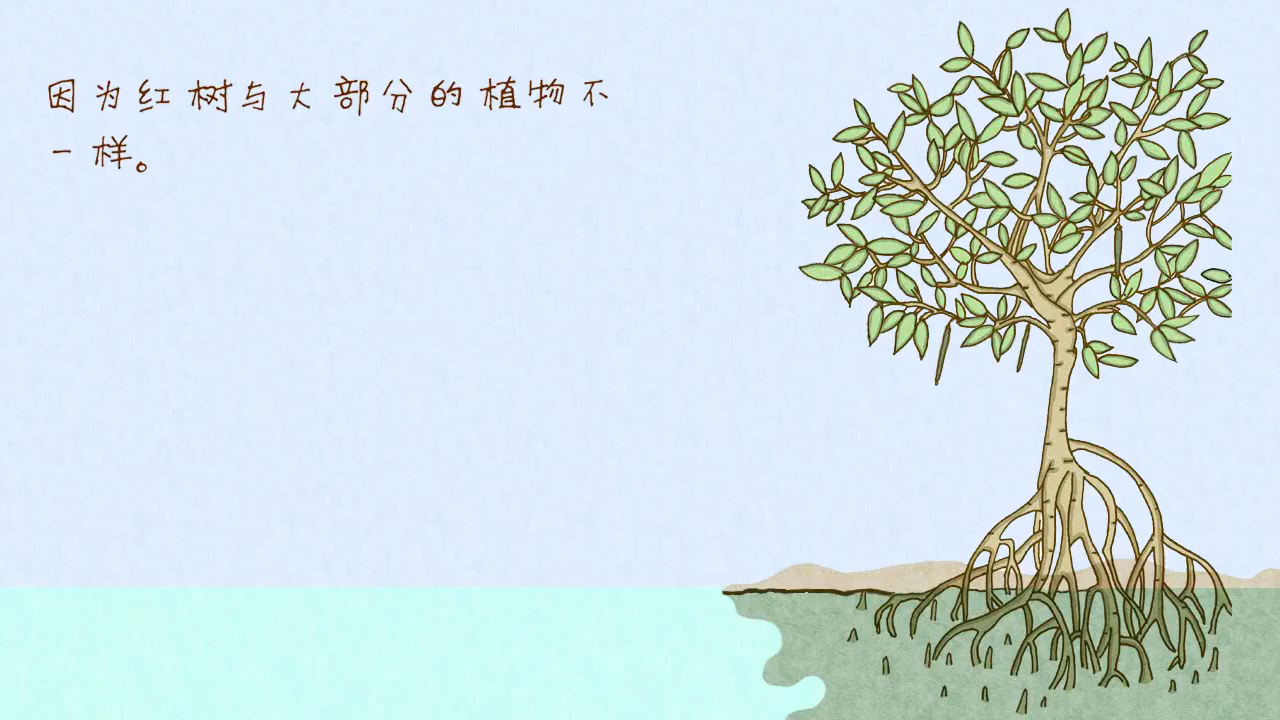 因为红树与大部分的植物不
一样。